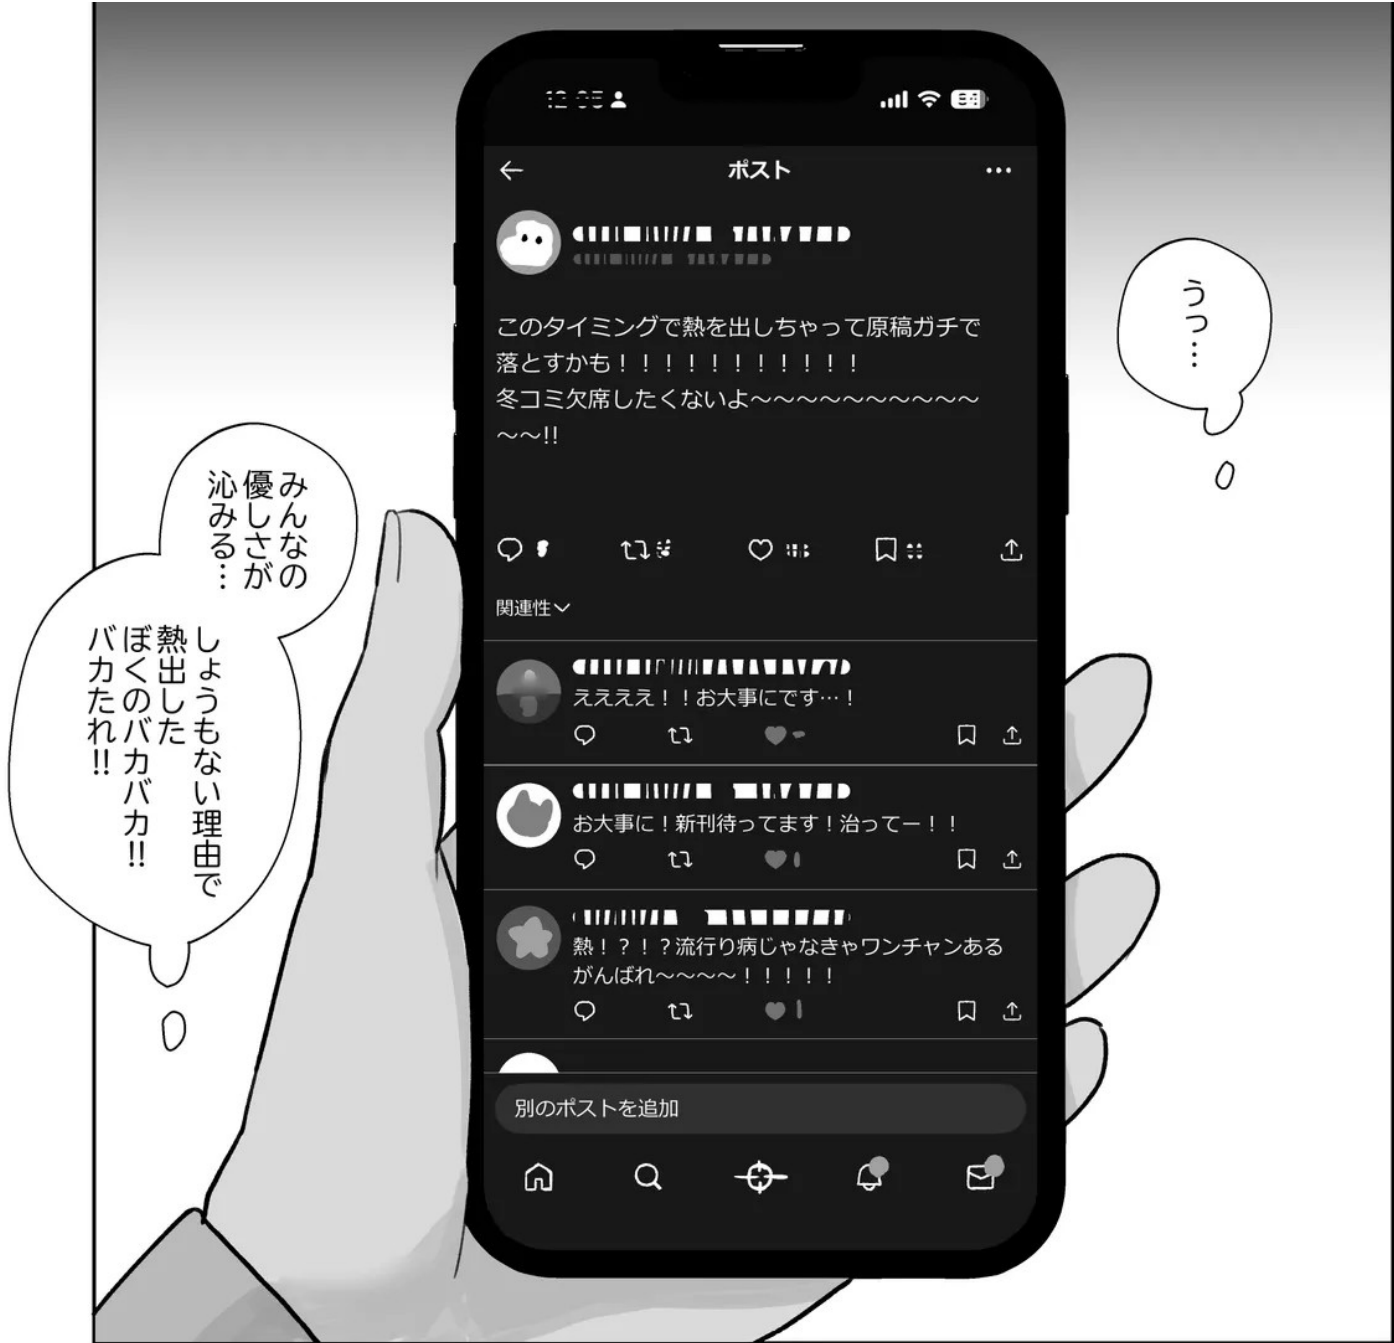 うっ…
ポスト
このタイミングで熱を出しちゃって原稿ガチで
落とすかも！！！！！！！！！！！
冬コミ欠席したくないよ〜〜〜〜〜〜〜〜〜〜
〜〜!!
関連性
ええええ！！お大事にです…！
お大事に！新刊待ってます！治ってー！！
熱！？！？流行り病じゃなきゃワンチャンある
がんばれ〜〜〜〜！！！！！
別のポストを追加
みんなの
優しさが
沁みる…
しょうもない理由で
熱出した
ぼくのバカバカ!!
バカたれ!!